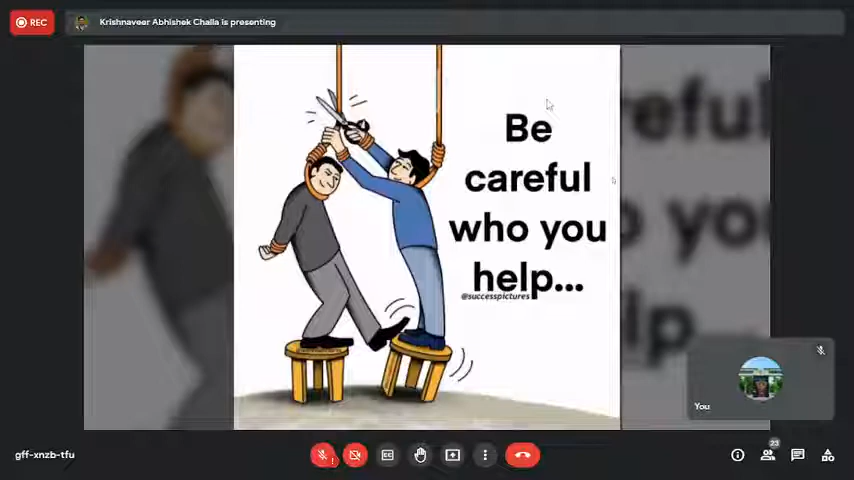 REC
Krishnaveer Abhishek Challa is presenting
Be
careful
who you
help...
@successpictures
You
gff-xnzb-tfu
23